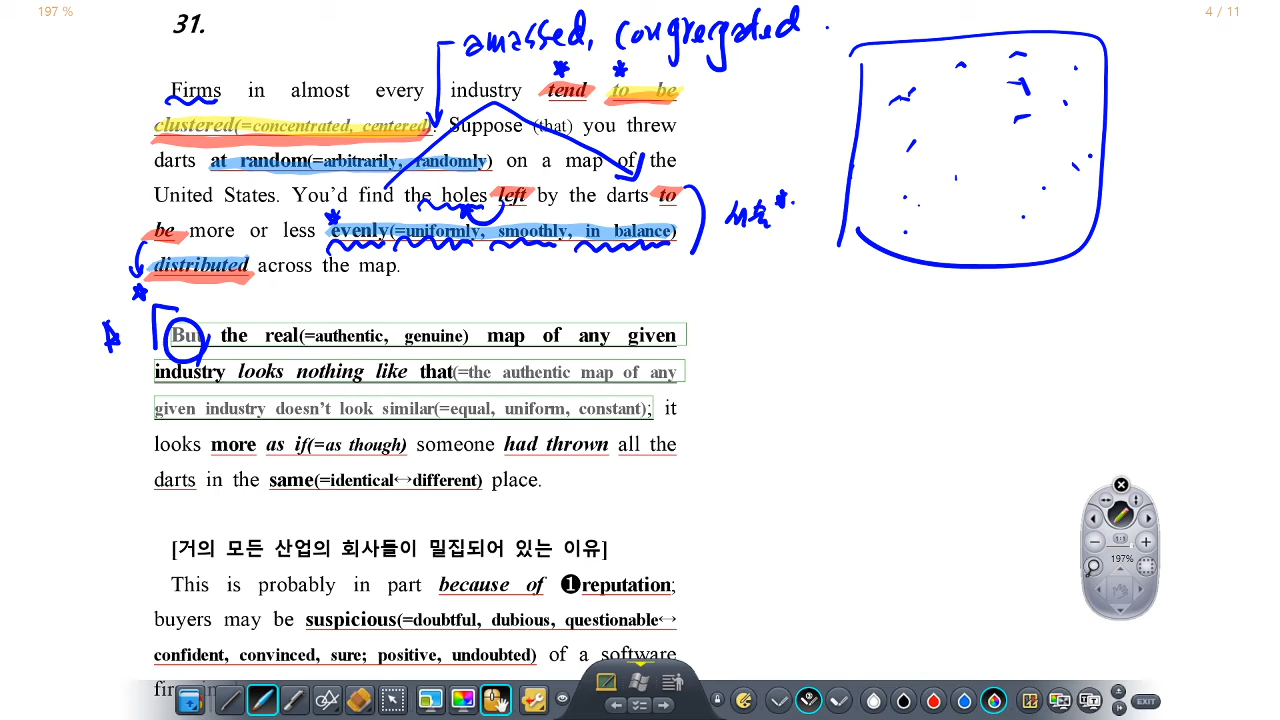 197 %
4 / 11
31.
amassed, congregated
Firms in almost every industry tend to be
clustered(=concentrated, centered). Suppose (that) you threw
darts at random(=arbitrarily, randomly) on a map of the
United States. You’d find the holes left by the darts to
be more or less evenly(=uniformly, smoothly, in balance)
서술*
distributed across the map.
But the real(=authentic, genuine) map of any given
industry looks nothing like that(=the authentic map of any
given industry doesn’t look similar(=equal, uniform, constant); it
looks more as if(=as though) someone had thrown all the
darts in the same(=identical↔different) place.
[거의 모든 산업의 회사들이 밀집되어 있는 이유]
This is probably in part because of ❶reputation;
buyers may be suspicious(=doubtful, dubious, questionable↔
confident, convinced, sure; positive, undoubted) of a software
1:1
197%
EXIT